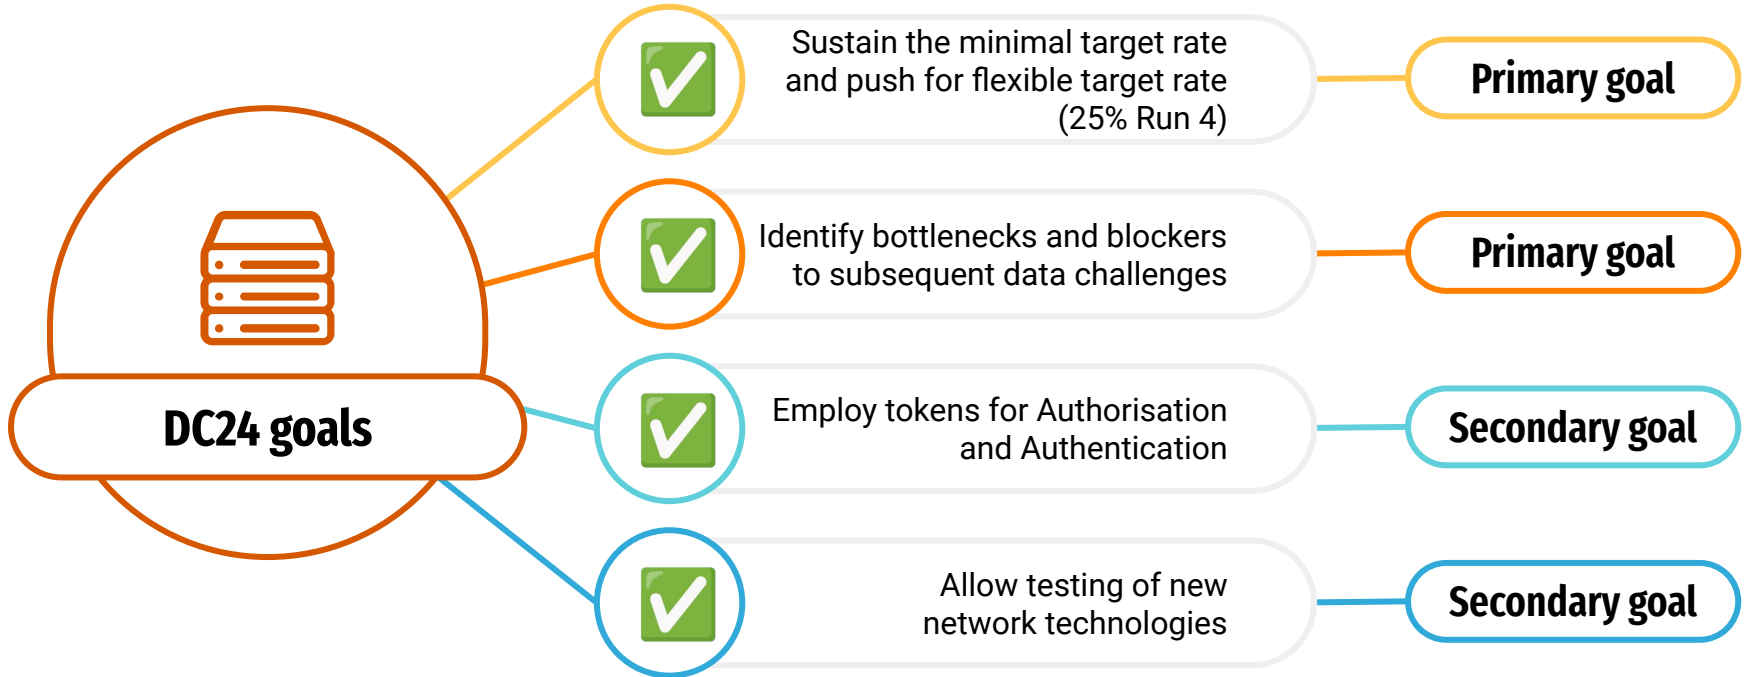 DC24 goals
Sustain the minimal target rate
and push for flexible target rate
(25% Run 4)
Primary goal
Identify bottlenecks and blockers
to subsequent data challenges
Primary goal
Employ tokens for Authorisation
and Authentication
Secondary goal
Allow testing of new
network technologies
Secondary goal